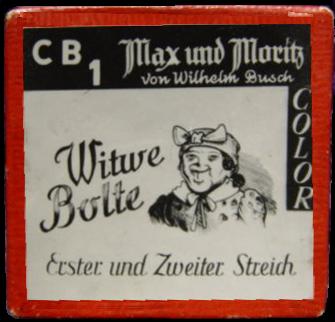 CB1 Max und Moritz
von Wilhelm Busch
COLOR
Witwe
Bolte
Erster und Zweiter Streich